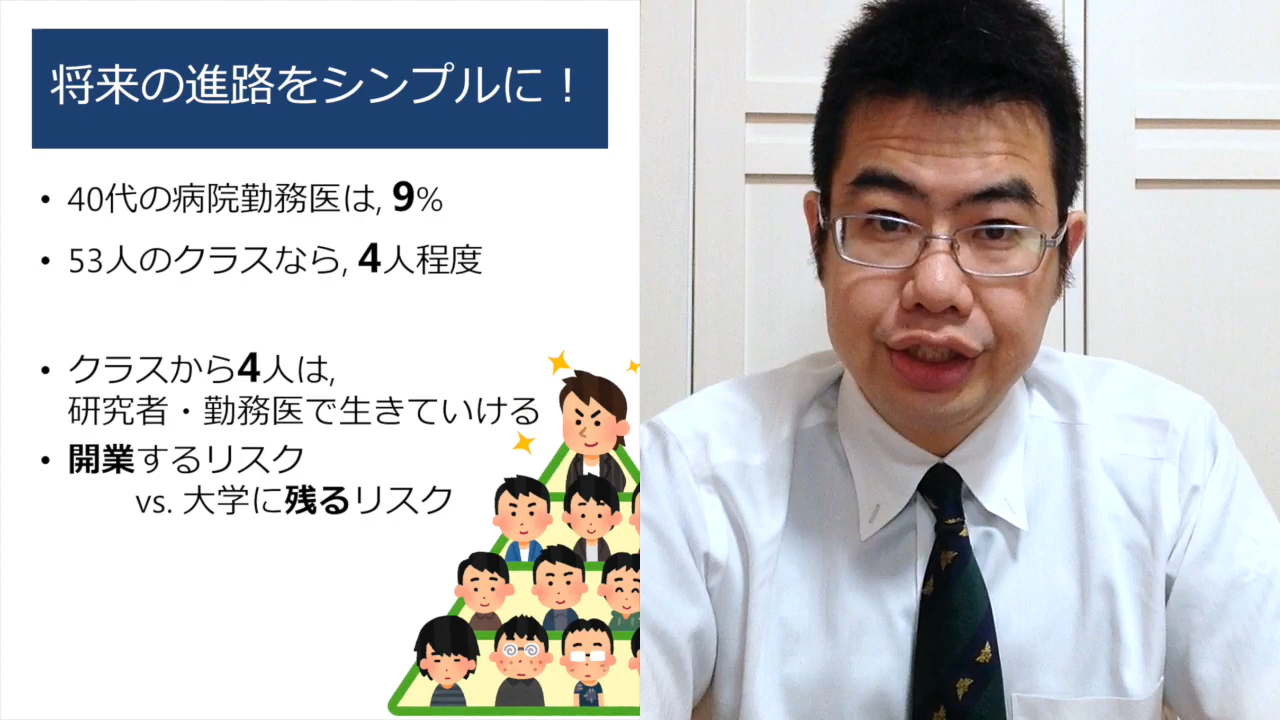 将来の進路をシンプルに！
• 40代の病院勤務医は, 9%
• 53人のクラスなら, 4人程度
• クラスから4人は,
研究者・勤務医で生きていける
• 開業するリスク
vs. 大学に残るリスク